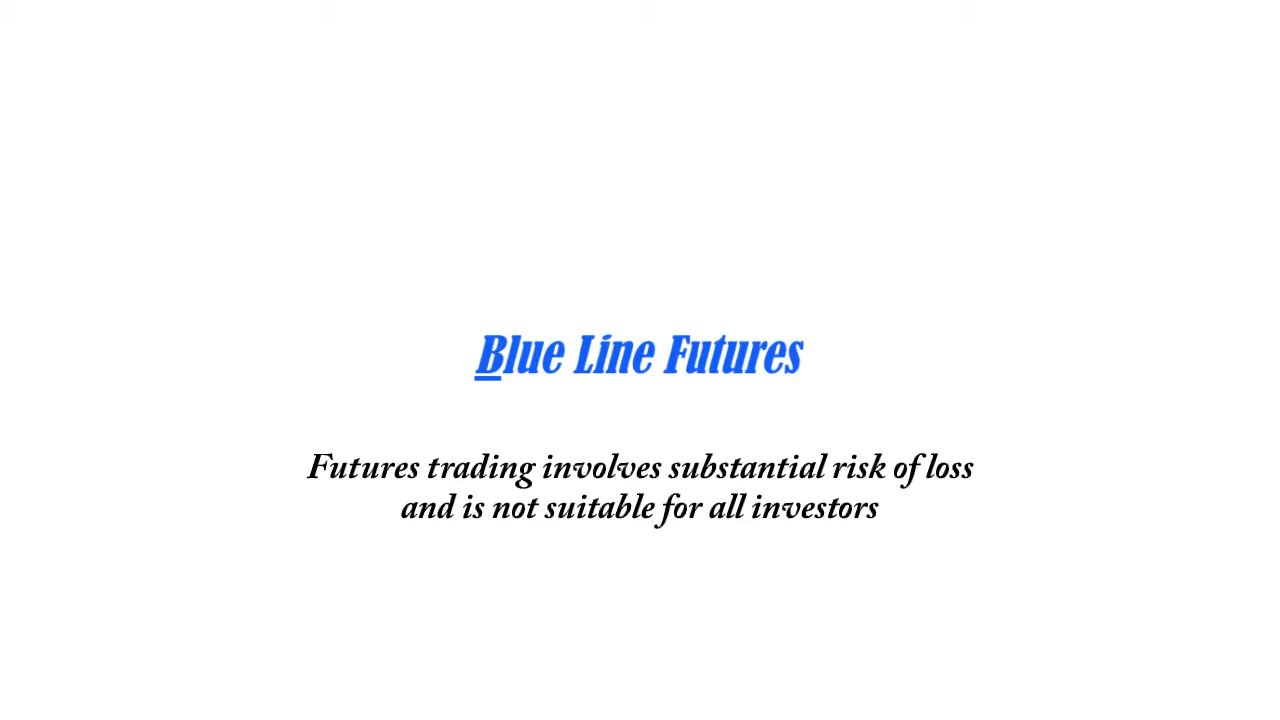 Blue Line Futures
Futures trading involves substantial risk of loss
and is not suitable for all investors